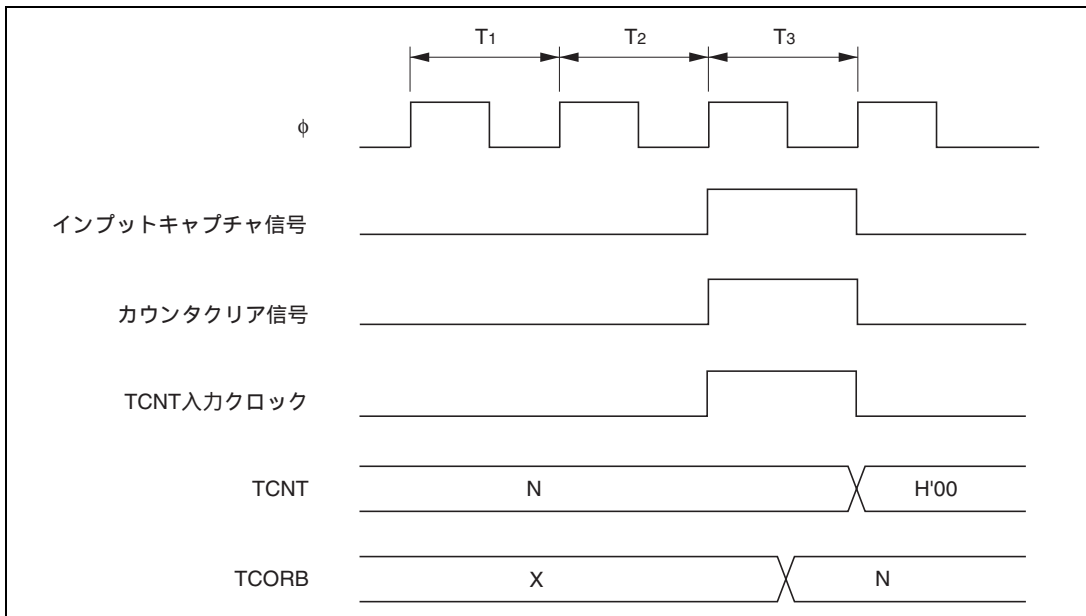 T1 T2 T3
φ
インプットキャプチャ信号
カウンタクリア信号
TCNT入力クロック
TCNT N H'00
TCORB X N